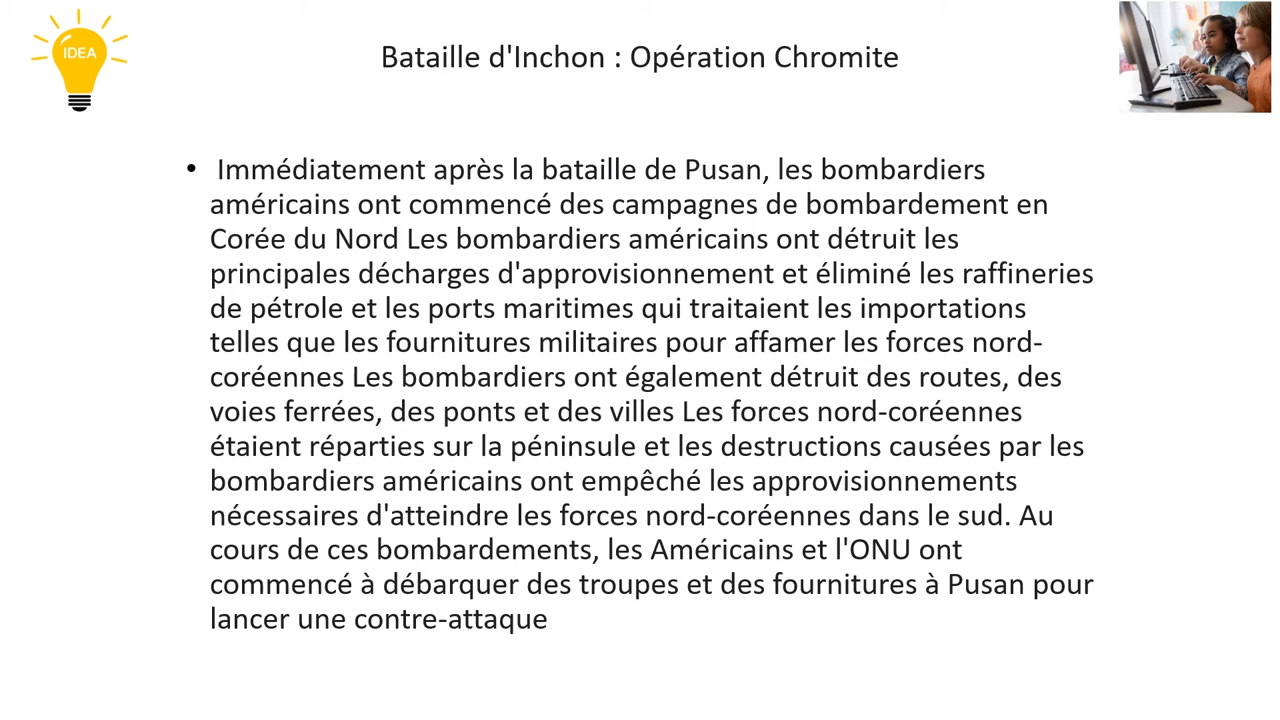 IDEA
Bataille d'Inchon : Opération Chromite
• Immédiatement après la bataille de Pusan, les bombardiers
américains ont commencé des campagnes de bombardement en
Corée du Nord Les bombardiers américains ont détruit les
principales décharges d'approvisionnement et éliminé les raffineries
de pétrole et les ports maritimes qui traitaient les importations
telles que les fournitures militaires pour affamer les forces nord-
coréennes Les bombardiers ont également détruit des routes, des
voies ferrées, des ponts et des villes Les forces nord-coréennes
étaient réparties sur la péninsule et les destructions causées par les
bombardiers américains ont empêché les approvisionnements
nécessaires d'atteindre les forces nord-coréennes dans le sud. Au
cours de ces bombardements, les Américains et l'ONU ont
commencé à débarquer des troupes et des fournitures à Pusan pour
lancer une contre-attaque